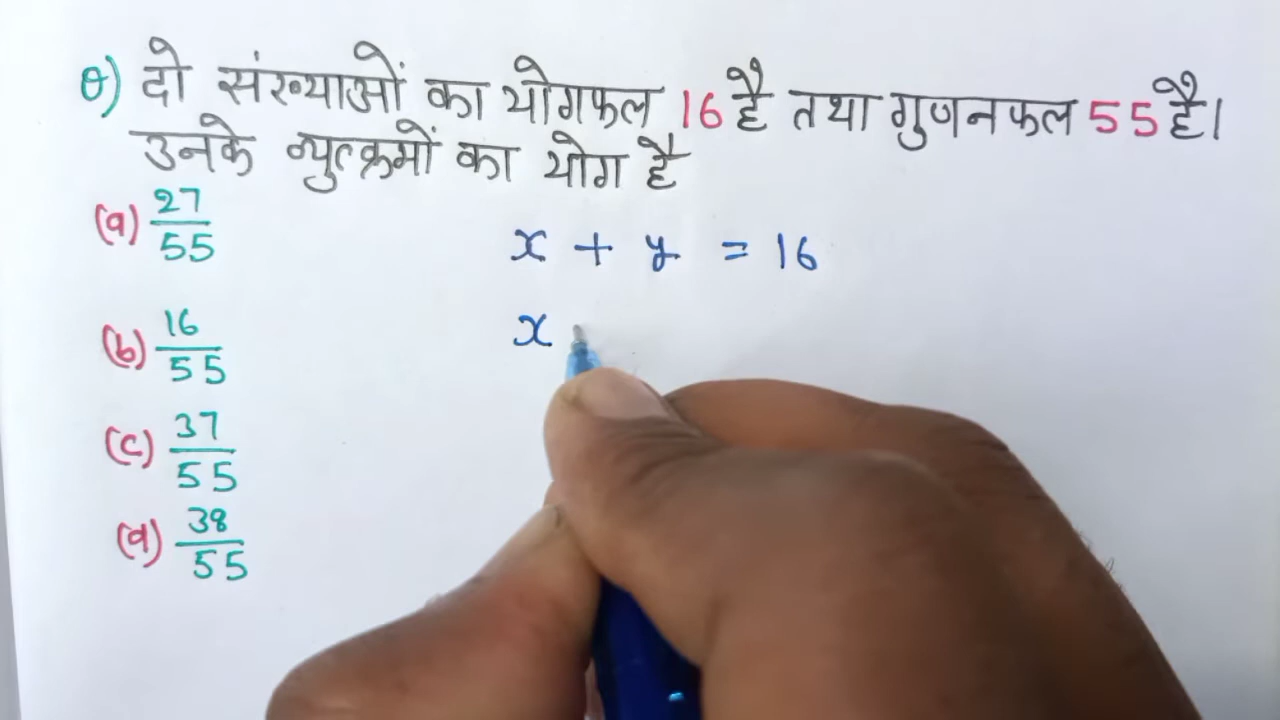 θ) दो संख्याओं का योगफल 16 है तथा गुणनफल 55 है।
उनके व्युत्क्रमों का योग है
(a) 27/55
x + y = 16
(b) 16/55
x
(c) 37/55
(d) 38/55